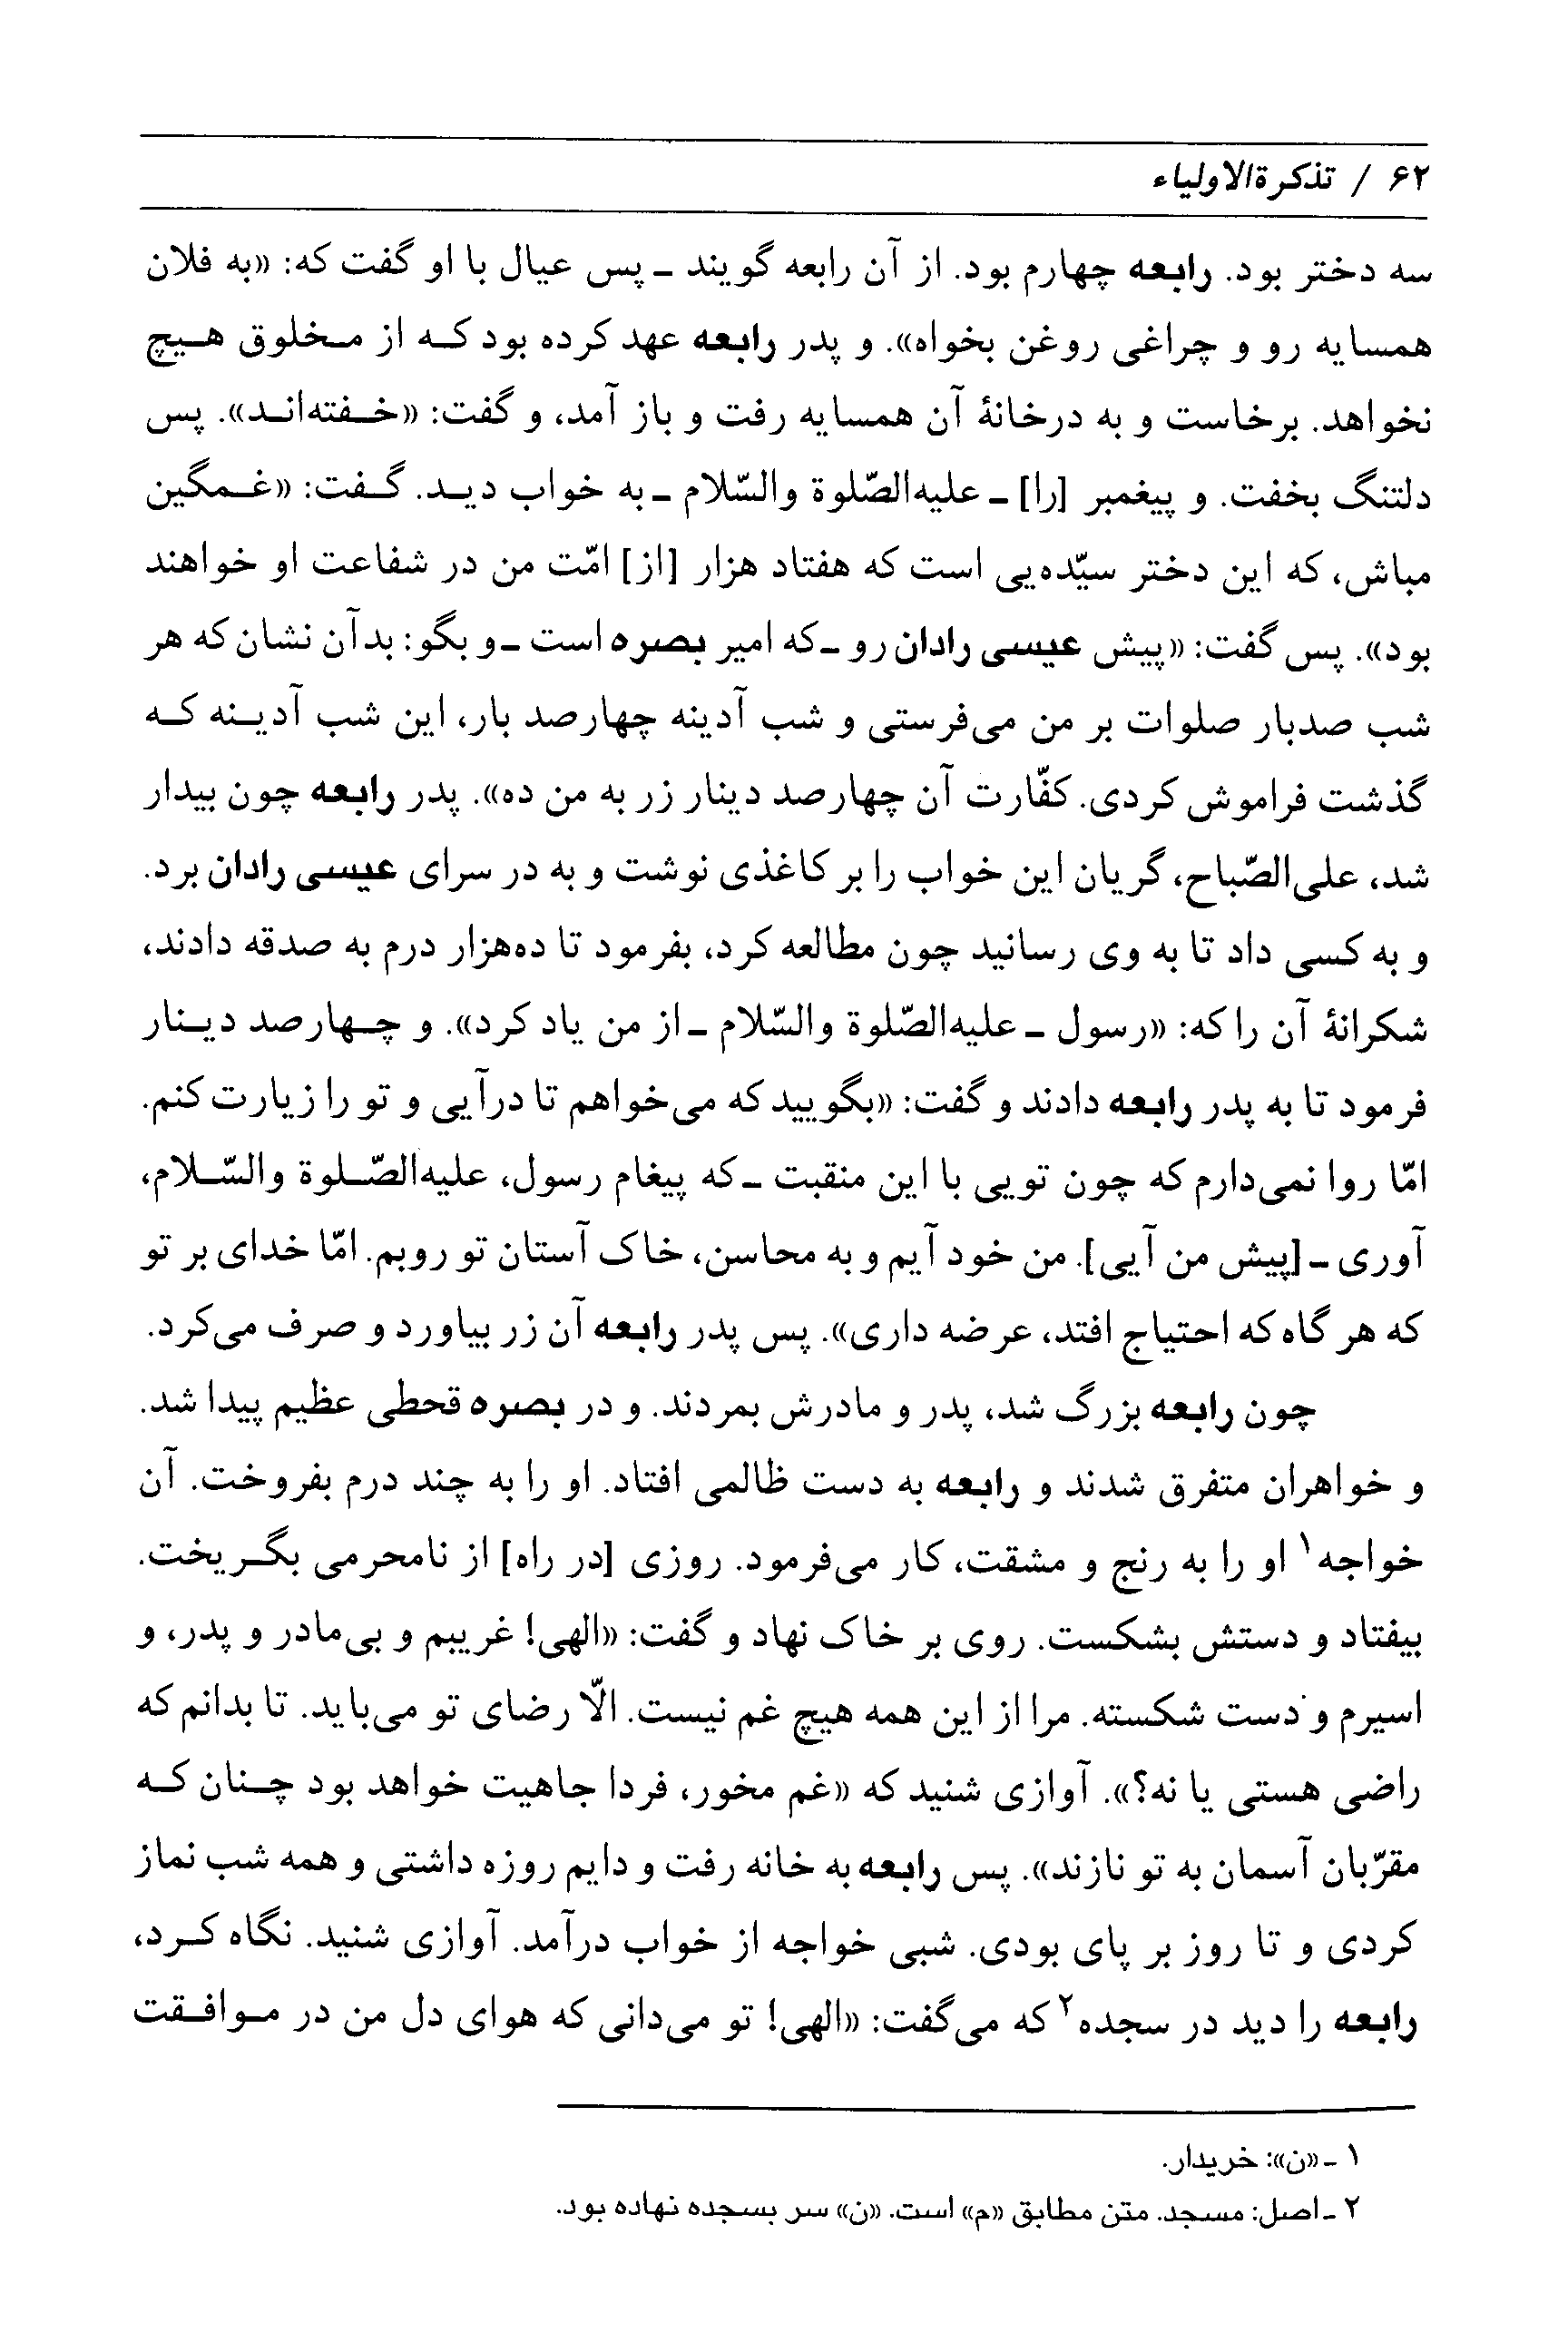 ۶۲ / تذکرةالاولیاء
سه دختر بود. رابعه چهارم بود. از آن رابعه گویند ـ پس عیال با او گفت که: «به فلان
همسایه رو و چراغی روغن بخواه». و پدر رابعه عهد کرده بود که از مخلوق هیچ
نخواهد. برخاست و به درخانهٔ آن همسایه رفت و باز آمد، و گفت: «خفته‌اند». پس
دلتنگ بخفت. و پیغمبر [را] ـ علیه‌الصّلوة والسّلام ـ به خواب دید. گفت: «غمگین
مباش، که این دختر سیّده‌یی است که هفتاد هزار [از] امّت من در شفاعت او خواهند
بود». پس گفت: «پیش عیسی رادان رو ـ که امیر بصره است ـ و بگو: بدآن نشان که هر
شب صدبار صلوات بر من می‌فرستی و شب آدینه چهارصد بار، این شب آدینه که
گذشت فراموش کردی. کفّارت آن چهارصد دینار زر به من ده». پدر رابعه چون بیدار
شد، علی‌الصّباح، گریان این خواب را بر کاغذی نوشت و به در سرای عیسی رادان برد.
و به کسی داد تا به وی رسانید چون مطالعه کرد، بفرمود تا ده‌هزار درم به صدقه دادند،
شکرانهٔ آن را که: «رسول ـ علیه‌الصّلوة والسّلام ـ از من یاد کرد». و چهارصد دینار
فرمود تا به پدر رابعه دادند و گفت: «بگویید که می‌خواهم تا درآیی و تو را زیارت کنم.
امّا روا نمی‌دارم که چون تویی با این منقبت ـ که پیغام رسول، علیه‌الصّلوة والسّلام،
آوری ـ [پیش من آیی]. من خود آیم و به محاسن، خاک آستان تو روبم. امّا خدای بر تو
که هر گاه که احتیاج افتد، عرضه داری». پس پدر رابعه آن زر بیاورد و صرف می‌کرد.
چون رابعه بزرگ شد، پدر و مادرش بمردند. و در بصره قحطی عظیم پیدا شد.
و خواهران متفرق شدند و رابعه به دست ظالمی افتاد. او را به چند درم بفروخت. آن
خواجه۱ او را به رنج و مشقت، کار می‌فرمود. روزی [در راه] از نامحرمی بگریخت.
بیفتاد و دستش بشکست. روی بر خاک نهاد و گفت: «الهی! غریبم و بی‌مادر و پدر، و
اسیرم و دست شکسته. مرا از این همه هیچ غم نیست. الّا رضای تو می‌باید. تا بدانم که
راضی هستی یا نه؟». آوازی شنید که «غم مخور، فردا جاهیت خواهد بود چنان که
مقرّبان آسمان به تو نازند». پس رابعه به خانه رفت و دایم روزه داشتی و همه شب نماز
کردی و تا روز بر پای بودی. شبی خواجه از خواب درآمد. آوازی شنید. نگاه کرد،
رابعه را دید در سجده۲ که می‌گفت: «الهی! تو می‌دانی که هوای دل من در موافقت
۱ ـ «ن»: خریدار.
۲ ـ اصل: مسجد. متن مطابق «م» است. «ن» سر بسجده نهاده بود.